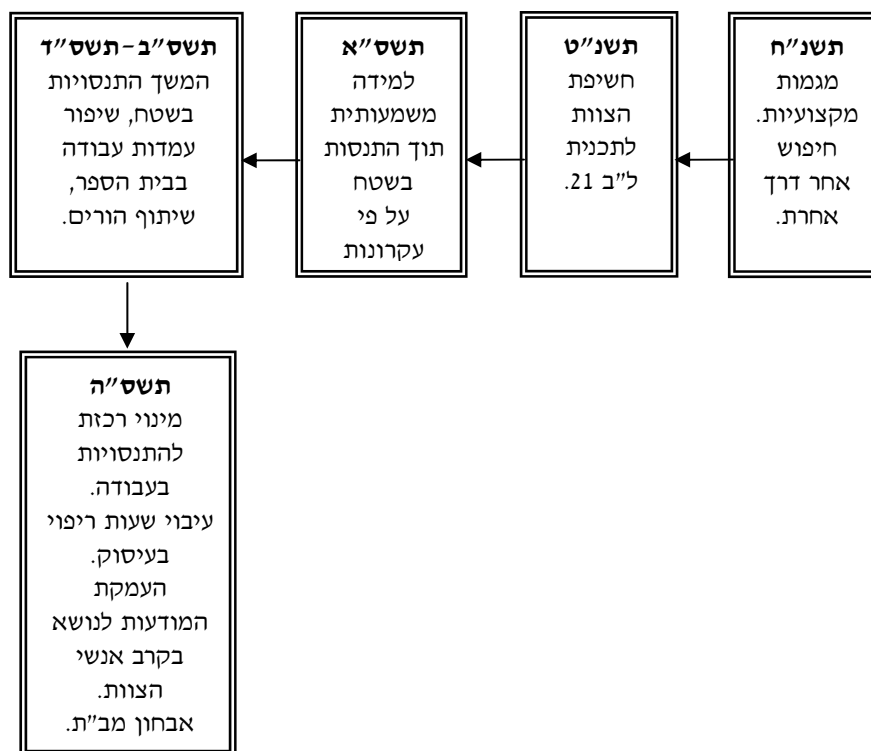 תשנ"ח
מגמות
מקצועיות.
חיפוש
אחר דרך
אחרת.
תשנ"ט
חשיפת
הצוות
לתכנית
ל"ב 21.
תשס"א
למידה
משמעותית
תוך התנסות
בשטח
על פי
עקרונות
תשס"ב-תשס"ד
המשך התנסויות
בשטח, שיפור
עמדות עבודה
בבית הספר,
שיתוף הורים.
תשס"ה
מינוי רכזת
להתנסויות
בעבודה.
עיבוי שעות ריפוי
בעיסוק.
העמקת
המודעות לנושא
בקרב אנשי
הצוות.
אבחון מב"ת.